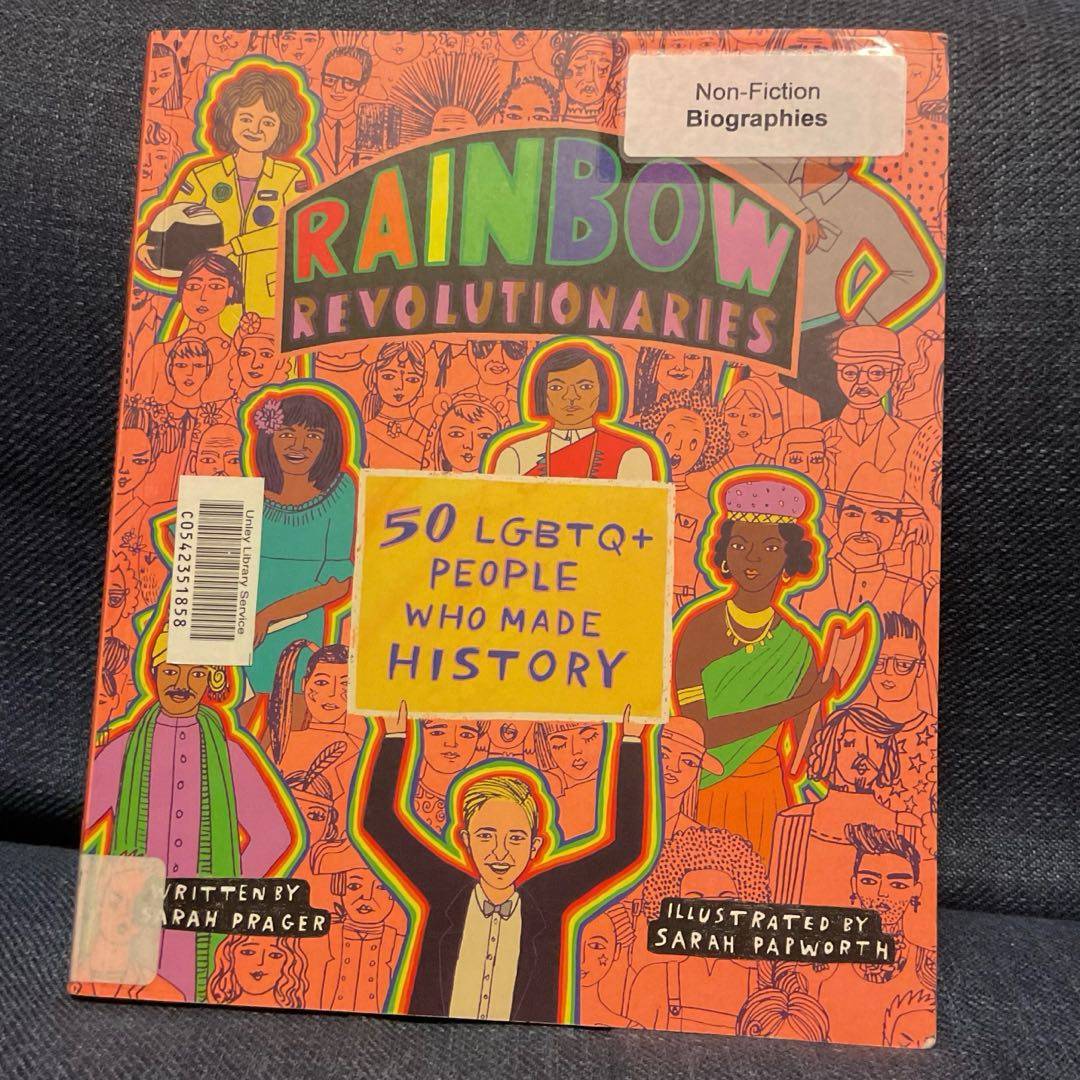 Non-Fiction
Biographies
RAINBOW
REVOLUTIONARIES
50 LGBTQ+
PEOPLE
WHO MADE
HISTORY
Unley Library Service
C0542351858
WRITTEN BY
SARAH PRAGER
ILLUSTRATED BY
SARAH PAPWORTH